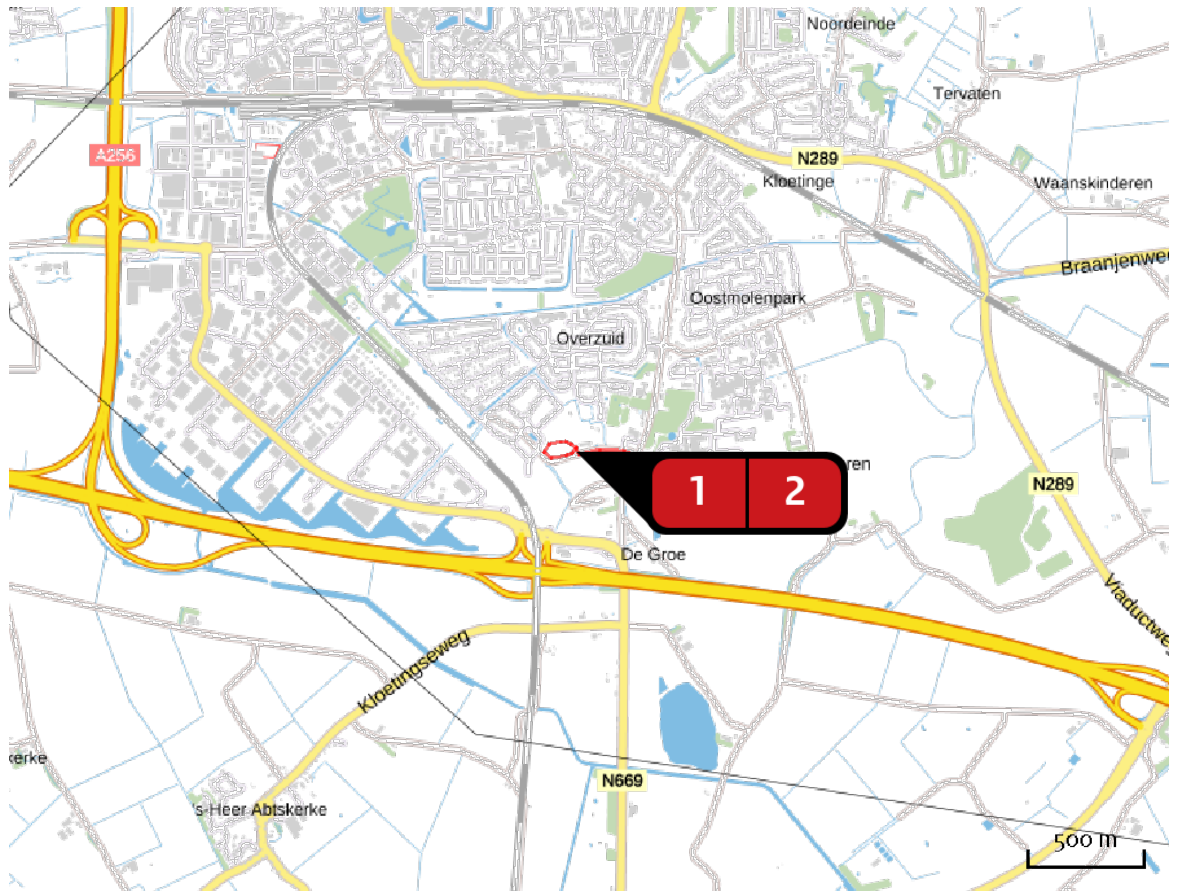 Noordeinde
Tervaten
A256
N289
Kloetinge
Waanskinderen
Braanjenwe
Oostmolenpark
Overzuid
1 2
ren
N289
De Groe
Viaductwe
Kloetingseweg
kerke
N669
's-Heer Abtskerke
500 m